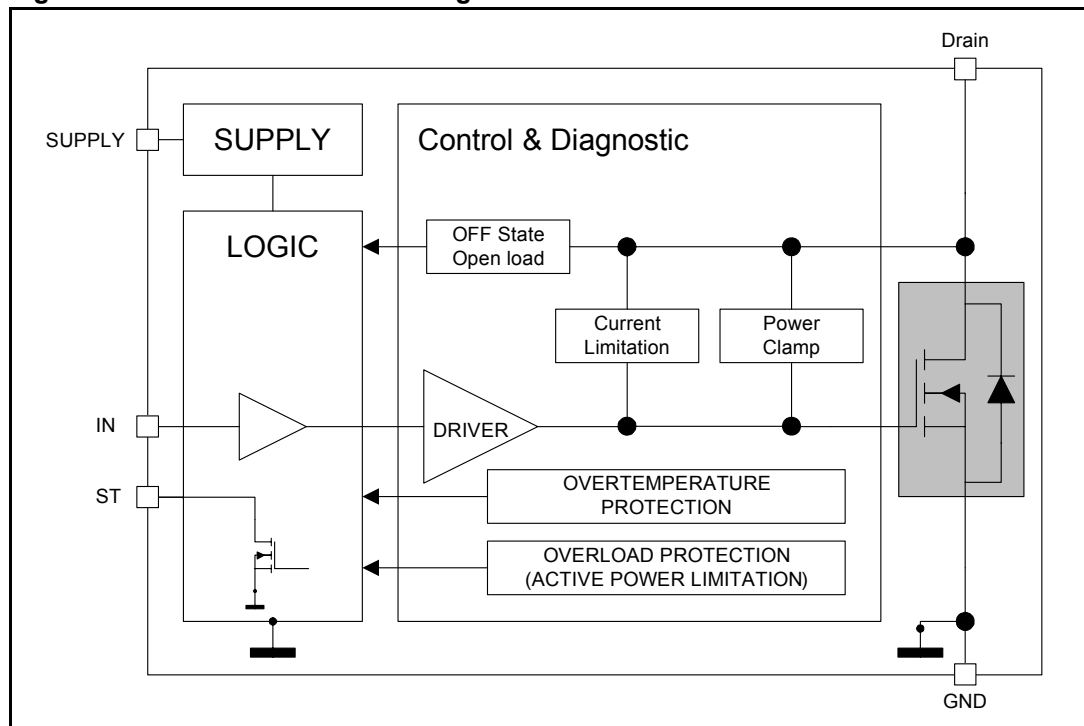 Drain
SUPPLY
SUPPLY
Control & Diagnostic
LOGIC
OFF State
Open load
Current
Limitation
Power
Clamp
IN
DRIVER
ST
OVERTEMPERATURE
PROTECTION
OVERLOAD PROTECTION
(ACTIVE POWER LIMITATION)
GND